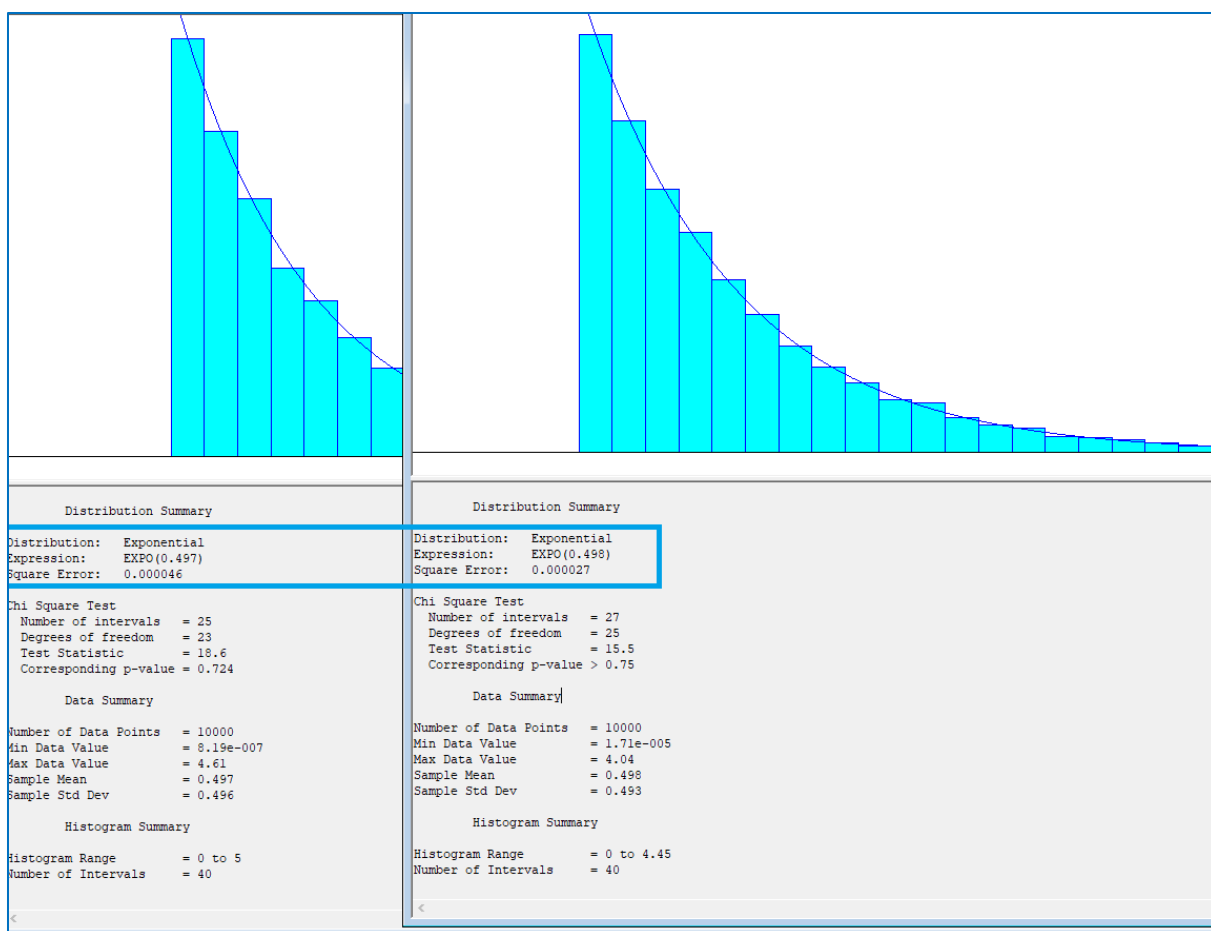 Distribution Summary
Distribution: Exponential
Expression: EXPO(0.497)
Square Error: 0.000046
Chi Square Test
Number of intervals = 25
Degrees of freedom = 23
Test Statistic = 18.6
Corresponding p-value = 0.724
Data Summary
Number of Data Points = 10000
Min Data Value = 8.19e-007
Max Data Value = 4.61
Sample Mean = 0.497
Sample Std Dev = 0.496
Histogram Summary
Histogram Range = 0 to 5
Number of Intervals = 40
Distribution Summary
Distribution: Exponential
Expression: EXPO(0.498)
Square Error: 0.000027
Chi Square Test
Number of intervals = 27
Degrees of freedom = 25
Test Statistic = 15.5
Corresponding p-value > 0.75
Data Summary
Number of Data Points = 10000
Min Data Value = 1.71e-005
Max Data Value = 4.04
Sample Mean = 0.498
Sample Std Dev = 0.493
Histogram Summary
Histogram Range = 0 to 4.45
Number of Intervals = 40